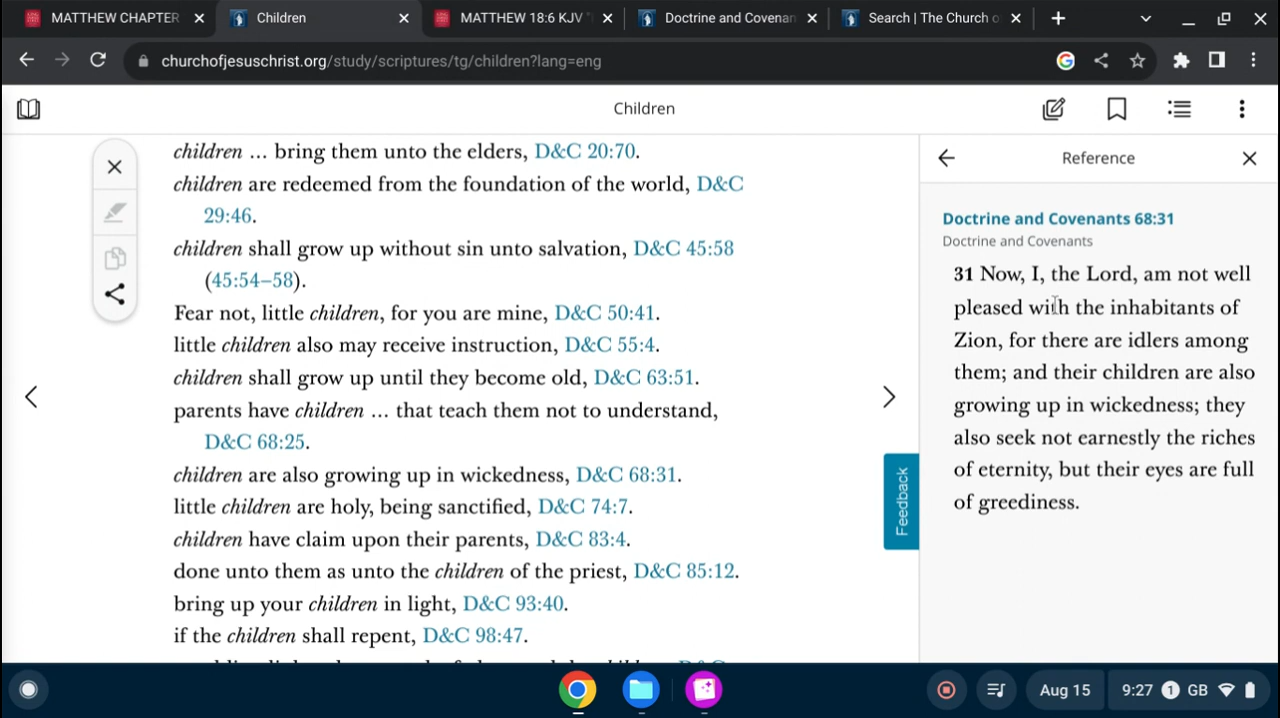 MATTHEW CHAPTER
Children
MATTHEW 18:6 KJV "
Doctrine and Covenan
Search | The Church o
churchofjesuschrist.org/study/scriptures/tg/children?lang=eng
Children
children ... bring them unto the elders, D&C 20:70.
children are redeemed from the foundation of the world, D&C
29:46.
children shall grow up without sin unto salvation, D&C 45:58
(45:54–58).
Fear not, little children, for you are mine, D&C 50:41.
little children also may receive instruction, D&C 55:4.
children shall grow up until they become old, D&C 63:51.
parents have children ... that teach them not to understand,
D&C 68:25.
children are also growing up in wickedness, D&C 68:31.
little children are holy, being sanctified, D&C 74:7.
children have claim upon their parents, D&C 83:4.
done unto them as unto the children of the priest, D&C 85:12.
bring up your children in light, D&C 93:40.
if the children shall repent, D&C 98:47.
Feedback
Reference
Doctrine and Covenants 68:31
Doctrine and Covenants
31 Now, I, the Lord, am not well
pleased with the inhabitants of
Zion, for there are idlers among
them; and their children are also
growing up in wickedness; they
also seek not earnestly the riches
of eternity, but their eyes are full
of greediness.
Aug 15
9:27 1 GB